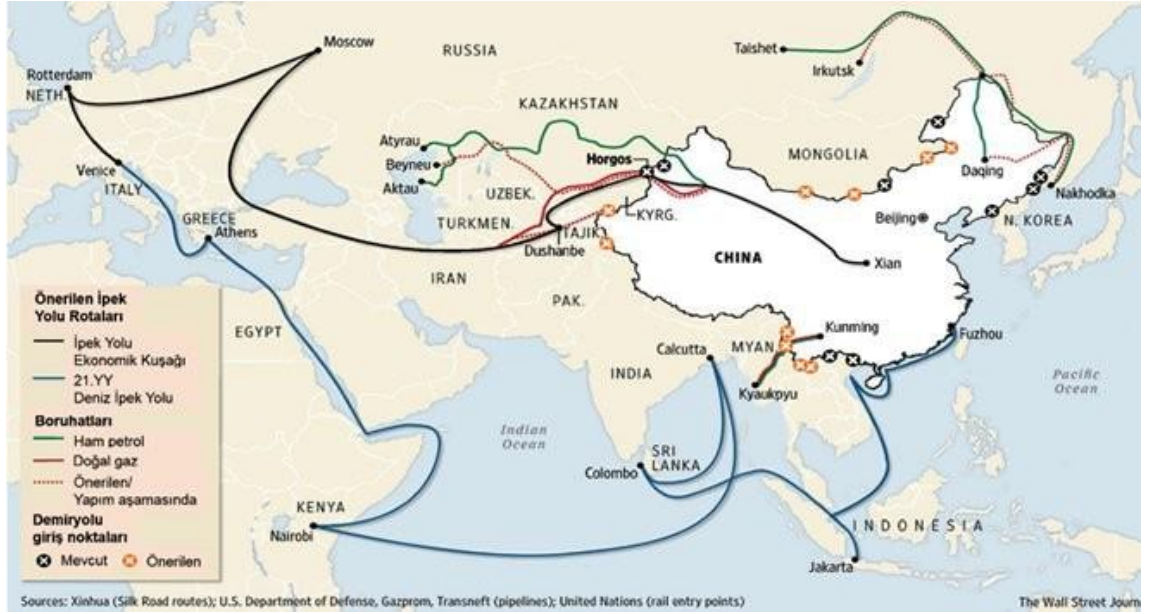 Moscow
RUSSIA
Taishet
Irkutsk
Rotterdam
NETH.
KAZAKHSTAN
Atyrau
Beyneu
Aktau
Horgos
MONGOLIA
Daqing
Nakhodka
Venice
ITALY
UZBEK.
TURKMEN.
KYRG.
TAJIK.
Dushanbe
Beijing
N. KOREA
GREECE
Athens
CHINA
Xian
IRAN
PAK.
EGYPT
Kunming
Fuzhou
Calcutta
MYAN.
INDIA
Kyaukpyu
Pacific
Ocean
Indian
Ocean
SRI
LANKA
Colombo
KENYA
Nairobi
INDONESIA
Jakarta
Önerilen İpek
Yolu Rotaları
İpek Yolu
Ekonomik Kuşağı
21.YY
Deniz İpek Yolu
Boruhatları
Ham petrol
Doğal gaz
Önerilen/
Yapım aşamasında
Demiryolu
giriş noktaları
Mevcut
Önerilen
Sources: Xinhua (Silk Road routes); U.S. Department of Defense, Gazprom, Transneft (pipelines); United Nations (rail entry points)
The Wall Street Journ